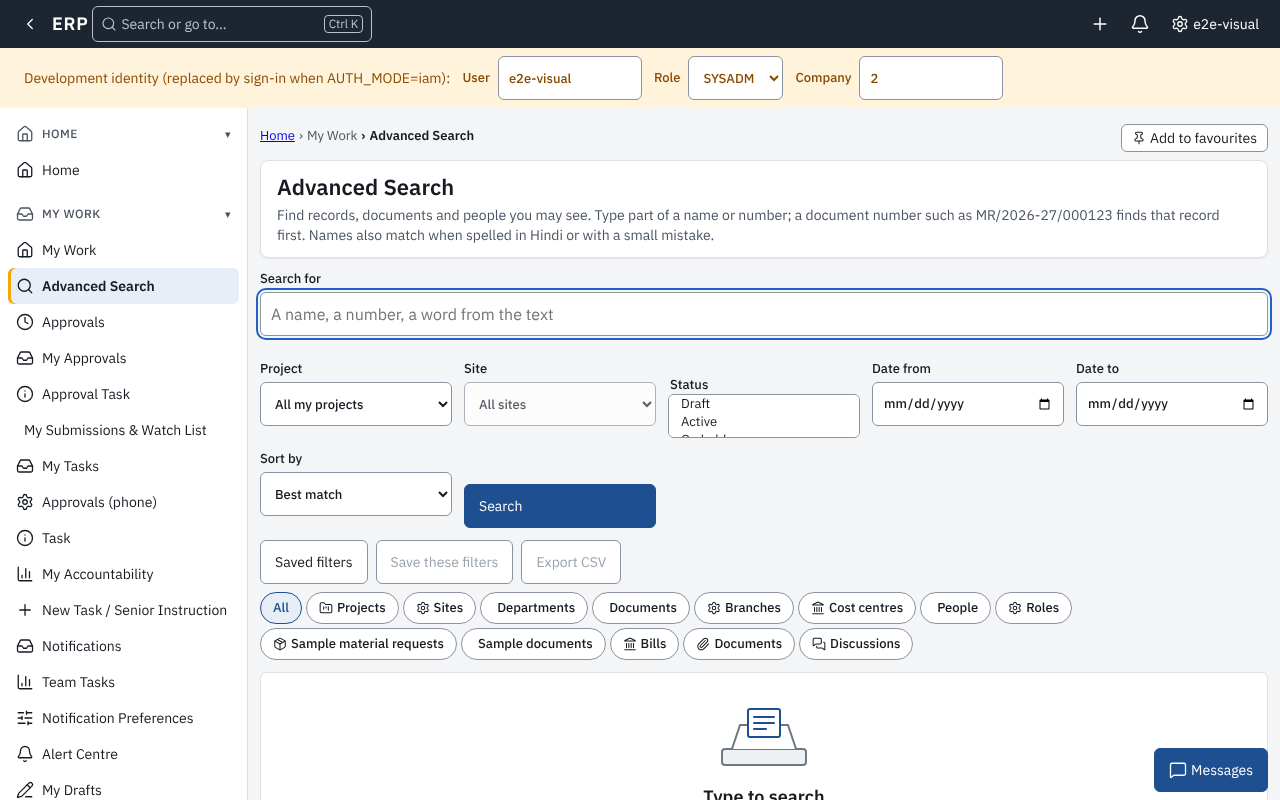 ERP
Search or go to...
Ctrl K
e2e-visual
Development identity (replaced by sign-in when AUTH_MODE=iam):
User
e2e-visual
Role
SYSADM
Company
2
HOME
Home
MY WORK
My Work
Advanced Search
Approvals
My Approvals
Approval Task
My Submissions & Watch List
My Tasks
Approvals (phone)
Task
My Accountability
New Task / Senior Instruction
Notifications
Team Tasks
Notification Preferences
Alert Centre
My Drafts
Home › My Work › Advanced Search
Add to favourites
Advanced Search
Find records, documents and people you may see. Type part of a name or number; a document number such as MR/2026-27/000123 finds that record
first. Names also match when spelled in Hindi or with a small mistake.
Search for
A name, a number, a word from the text
Project
All my projects
Site
All sites
Status
Draft
Active
Date from
mm/dd/yyyy
Date to
mm/dd/yyyy
Sort by
Best match
Search
Saved filters
Save these filters
Export CSV
All
Projects
Sites
Departments
Documents
Branches
Cost centres
People
Roles
Sample material requests
Sample documents
Bills
Documents
Discussions
Type to search
Messages